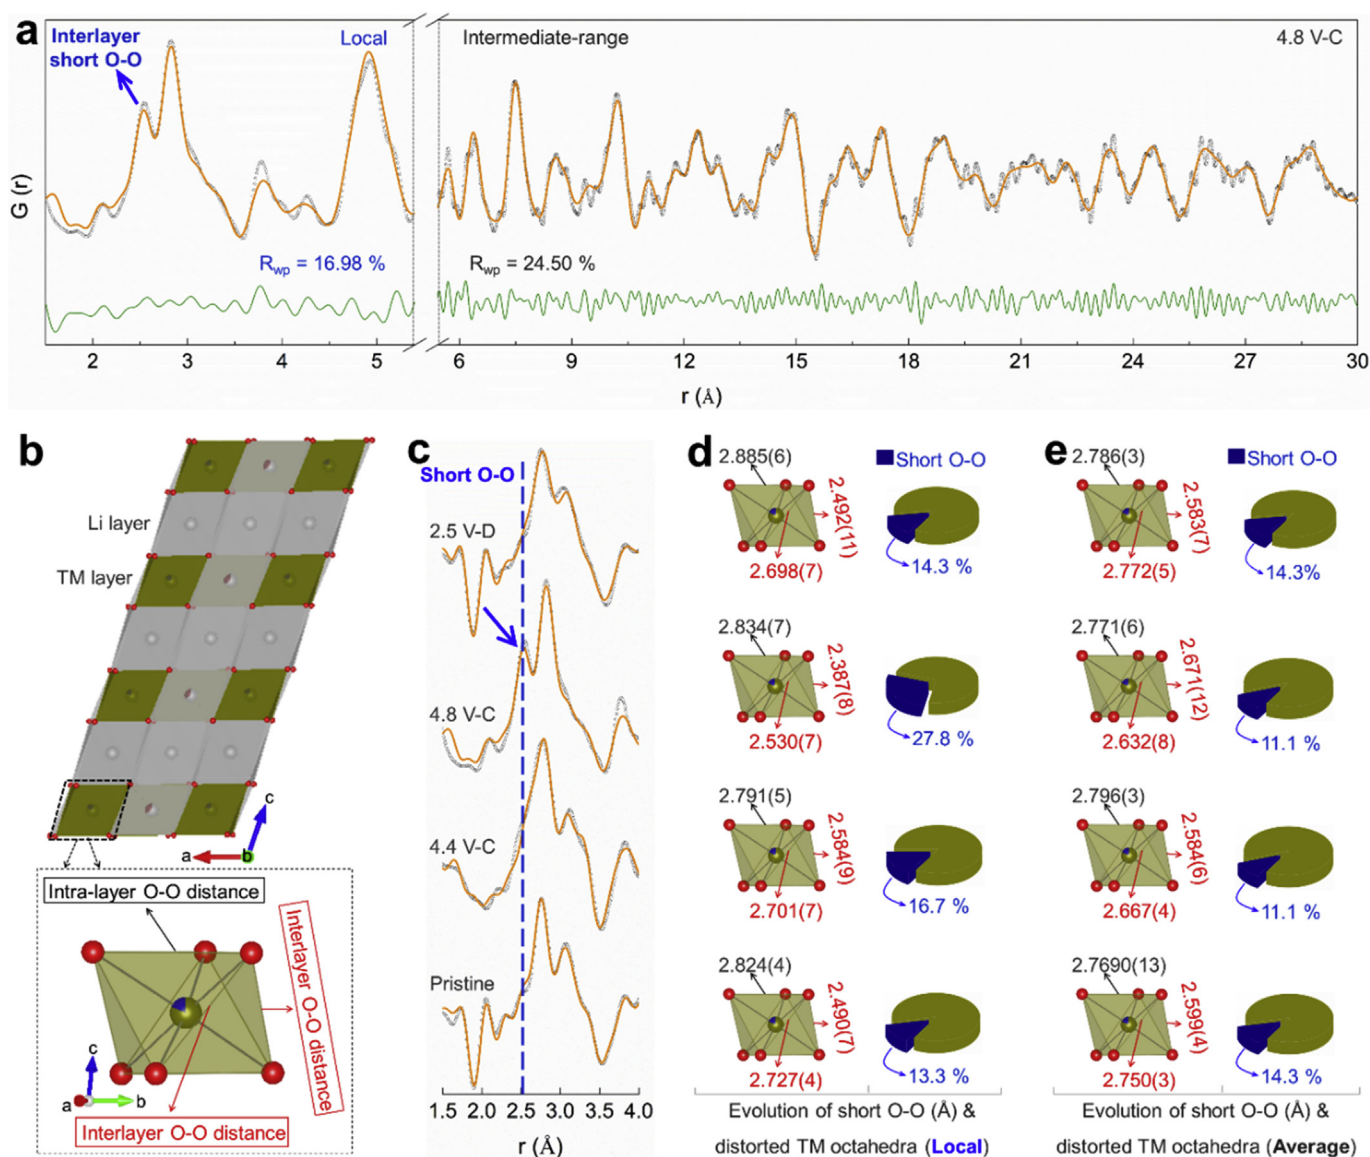 a
Interlayer
short O-O
Local
Intermediate-range
4.8 V-C
G (r)
Rwp = 16.98 %
Rwp = 24.50 %
2 3 4 5 6 9 12 15 18 21 24 27 30
r (Å)
b
Li layer
TM layer
c
a
b
Intra-layer O-O distance
Interlayer O-O distance
c
a
b
Interlayer O-O distance
c
Short O-O
2.5 V-D
4.8 V-C
4.4 V-C
Pristine
1.5 2.0 2.5 3.0 3.5 4.0
r (Å)
d
2.885(6)
Short O-O
2.492(11)
2.698(7)
14.3 %
2.834(7)
2.387(8)
2.530(7)
27.8 %
2.791(5)
2.584(9)
2.701(7)
16.7 %
2.824(4)
2.490(7)
2.727(4)
13.3 %
Evolution of short O-O (Å) &
distorted TM octahedra (Local)
e
2.786(3)
Short O-O
2.583(7)
2.772(5)
14.3%
2.771(6)
2.671(12)
2.632(8)
11.1 %
2.796(3)
2.584(6)
2.667(4)
11.1 %
2.7690(13)
2.599(4)
2.750(3)
14.3 %
Evolution of short O-O (Å) &
distorted TM octahedra (Average)